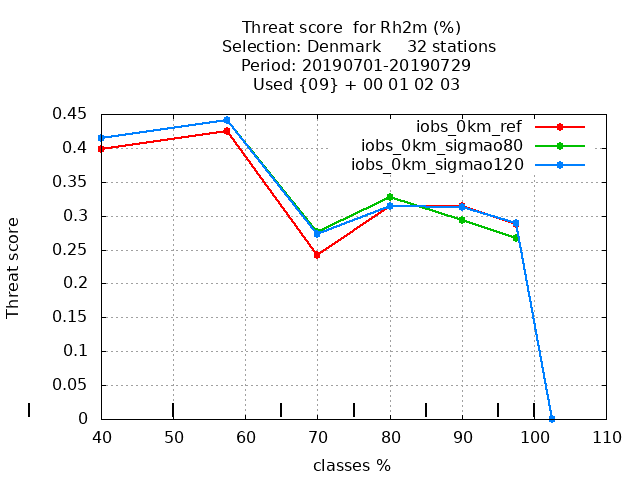 Threat score  for Rh2m (%)
Selection: Denmark     32 stations
Period: 20190701-20190729
Used {09} + 00 01 02 03
iobs_0km_ref
iobs_0km_sigmao80
iobs_0km_sigmao120
Threat score
0.45
0.4
0.35
0.3
0.25
0.2
0.15
0.1
0.05
0
40 50 60 70 80 90 100 110
classes %